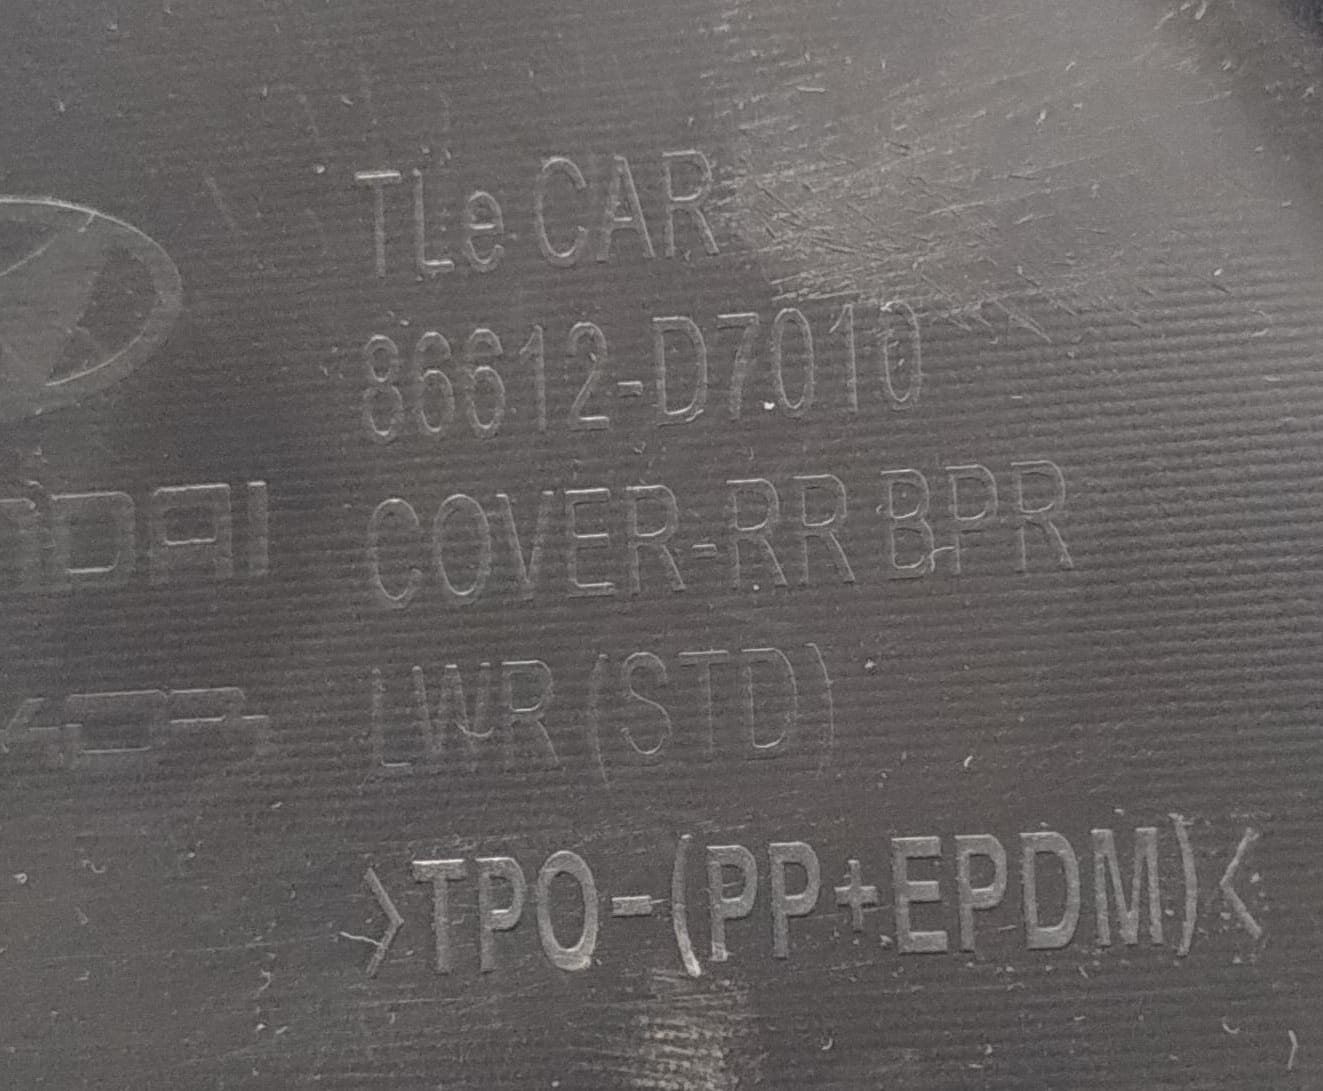 TLe CAR
86612-D7010
COVER-RR BPR
LWR (STD)
>TPO-(PP+EPDM)<